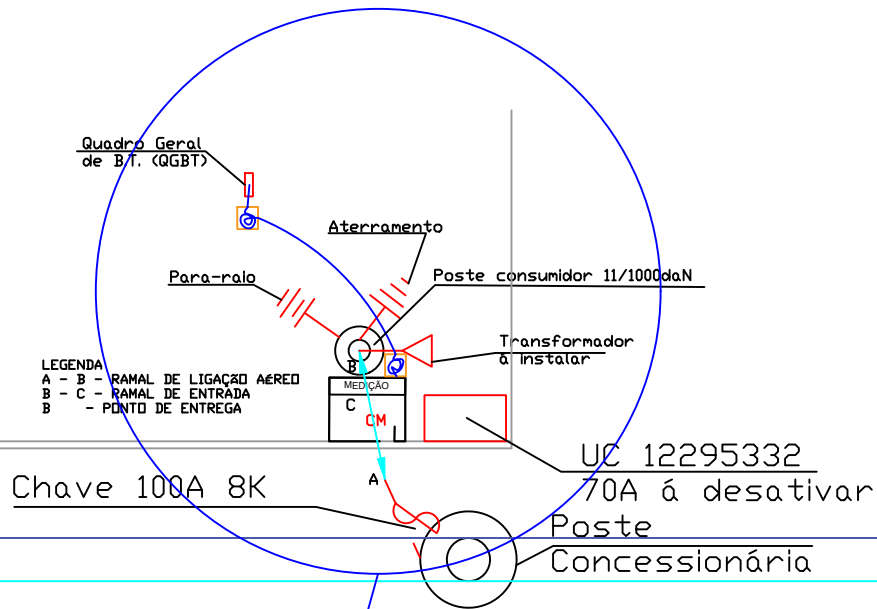 Quadro Geral
de B.T. (QGBT)
Aterramento
Para-raio
Poste consumidor 11/1000daN
Transformador
à Instalar
LEGENDA
A - B - RAMAL DE LIGAÇÃO AÉREO
B - C - RAMAL DE ENTRADA
B - PONTO DE ENTREGA
B
MEDIÇÃO
C
CM
A
UC 12295332
70A á desativar
Chave 100A 8K
Poste
Concessionária